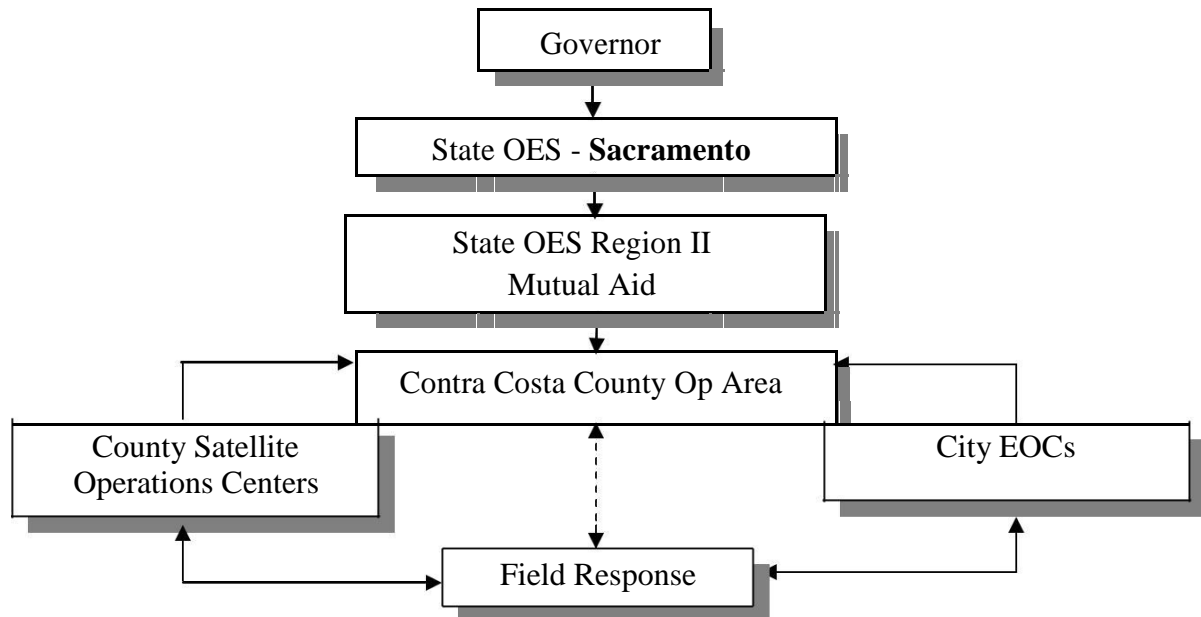 Governor
State OES - Sacramento
State OES Region II
Mutual Aid
Contra Costa County Op Area
County Satellite
Operations Centers
City EOCs
Field Response